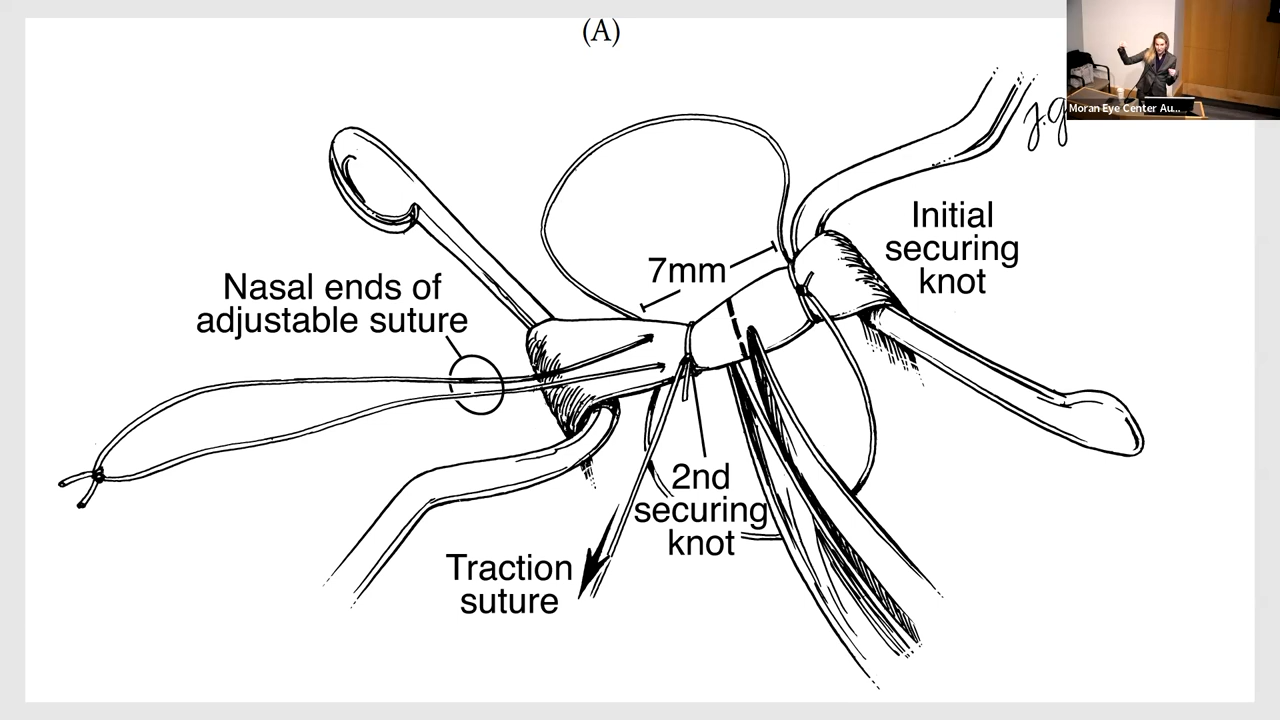 (A)
Moran Eye Center Au...
j.g
Initial
securing
knot
7mm
Nasal ends of
adjustable suture
2nd
securing
knot
Traction
suture